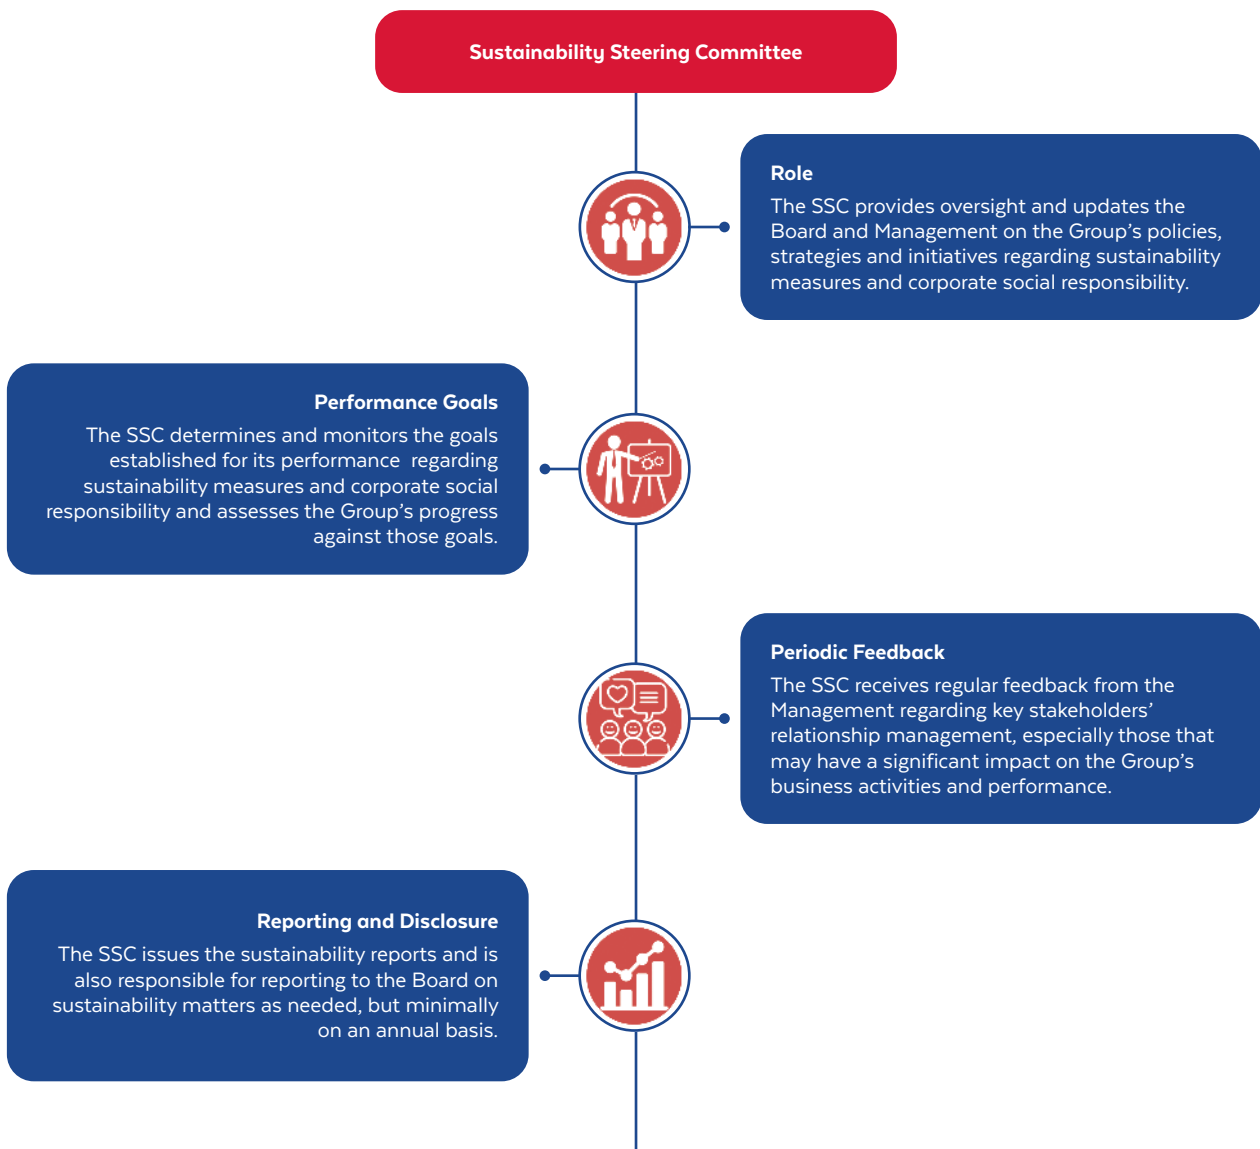 Sustainability Steering Committee
Role
The SSC provides oversight and updates the
Board and Management on the Group’s policies,
strategies and initiatives regarding sustainability
measures and corporate social responsibility.
Performance Goals
The SSC determines and monitors the goals
established for its performance  regarding
sustainability measures and corporate social
responsibility and assesses the Group’s progress
against those goals.
Periodic Feedback
The SSC receives regular feedback from the
Management regarding key stakeholders’
relationship management, especially those that
may have a significant impact on the Group’s
business activities and performance.
Reporting and Disclosure
The SSC issues the sustainability reports and is
also responsible for reporting to the Board on
sustainability matters as needed, but minimally
on an annual basis.